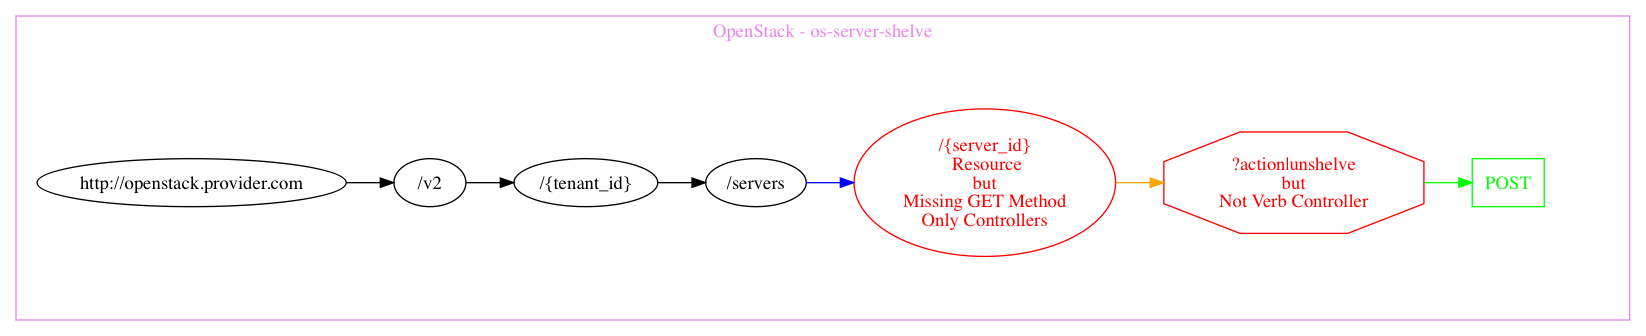 OpenStack - os-server-shelve
http://openstack.provider.com
/v2
/{tenant_id}
/servers
/{server_id}
Resource
but
Missing GET Method
Only Controllers
?action|unshelve
but
Not Verb Controller
POST